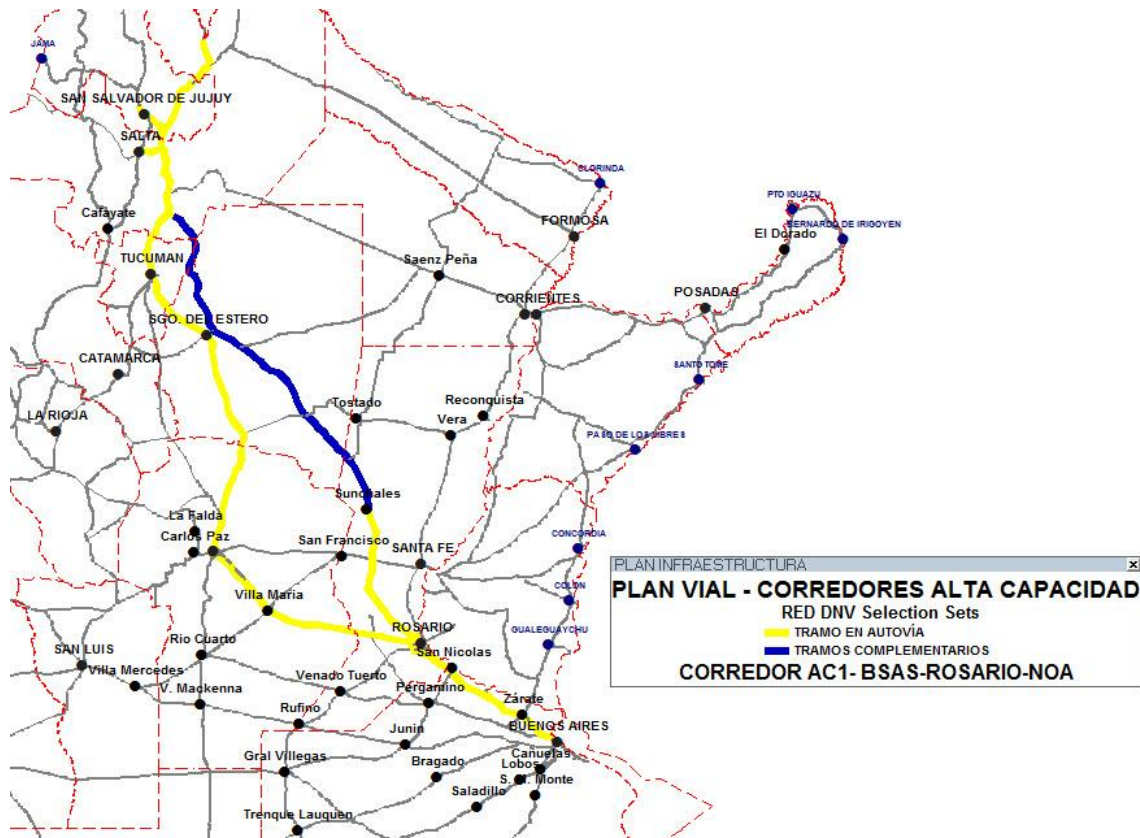 JAMA
SAN SALVADOR DE JUJUY
SALTA
CLORINDA
PTO IGUAZU
Cafayate
FORMOSA
BERNARDO DE IRIGOYEN
El Dorado
TUCUMAN
Saenz Peña
CORRIENTES
POSADAS
SGO. DEL ESTERO
CATAMARCA
SANTO TOME
LA RIOJA
Tostado
Reconquista
Vera
PASO DE LOS LIBRES
Sunchales
La Falda
Carlos Paz
San Francisco
SANTA FE
CONCORDIA
PLAN INFRAESTRUCTURA
PLAN VIAL - CORREDORES ALTA CAPACIDAD
RED DNV Selection Sets
TRAMO EN AUTOVÍA
TRAMOS COMPLEMENTARIOS
CORREDOR AC1- BSAS-ROSARIO-NOA
COLON
Villa Maria
Rio Cuarto
ROSARIO
GUALEGUAYCHU
SAN LUIS
San Nicolas
Villa Mercedes
Venado Tuerto
V. Mackenna
Pergamino
Zárate
Rufino
BUENOS AIRES
Junin
Gral Villegas
Cañuelas
Bragado
Lobos
S. M. Monte
Saladillo
Trenque Lauquen